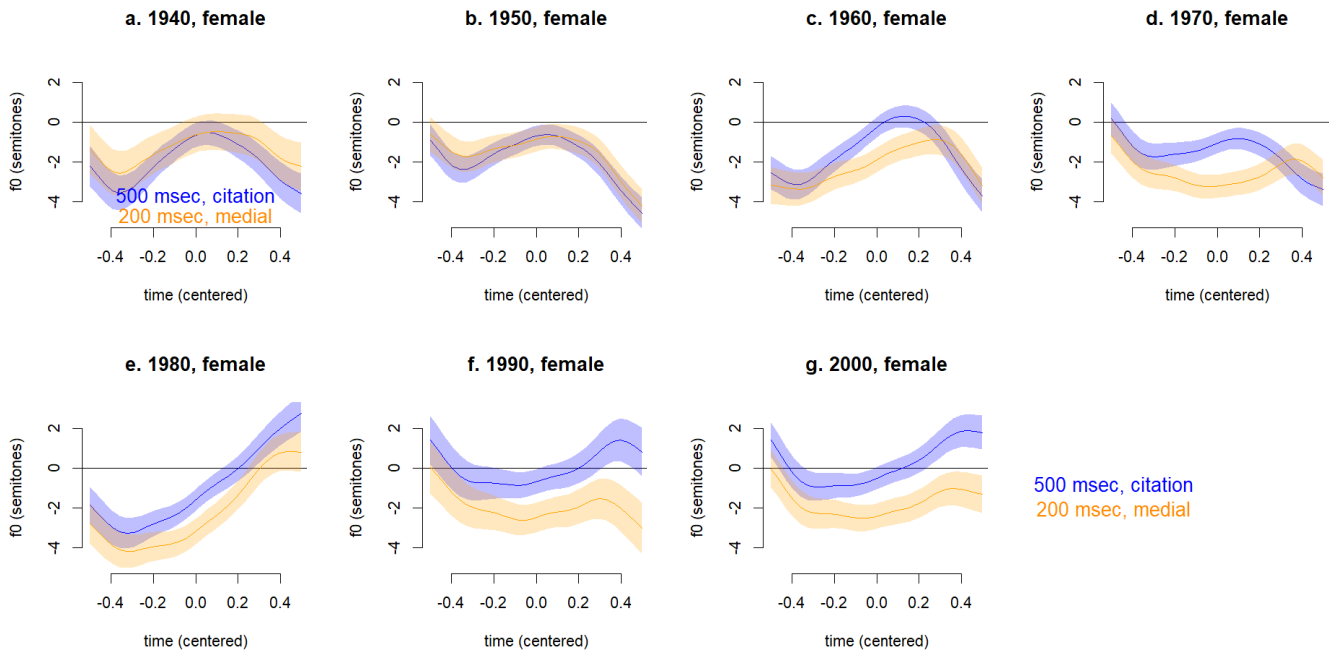 a. 1940, female
b. 1950, female
c. 1960, female
d. 1970, female
f0 (semitones)
2
0
-2
-4
500 msec, citation
200 msec, medial
-0.4 -0.2 0.0 0.2 0.4
time (centered)
f0 (semitones)
2
0
-2
-4
-0.4 -0.2 0.0 0.2 0.4
time (centered)
f0 (semitones)
2
0
-2
-4
-0.4 -0.2 0.0 0.2 0.4
time (centered)
f0 (semitones)
2
0
-2
-4
-0.4 -0.2 0.0 0.2 0.4
time (centered)
e. 1980, female
f. 1990, female
g. 2000, female
f0 (semitones)
2
0
-2
-4
-0.4 -0.2 0.0 0.2 0.4
time (centered)
f0 (semitones)
2
0
-2
-4
-0.4 -0.2 0.0 0.2 0.4
time (centered)
f0 (semitones)
2
0
-2
-4
-0.4 -0.2 0.0 0.2 0.4
time (centered)
500 msec, citation
200 msec, medial